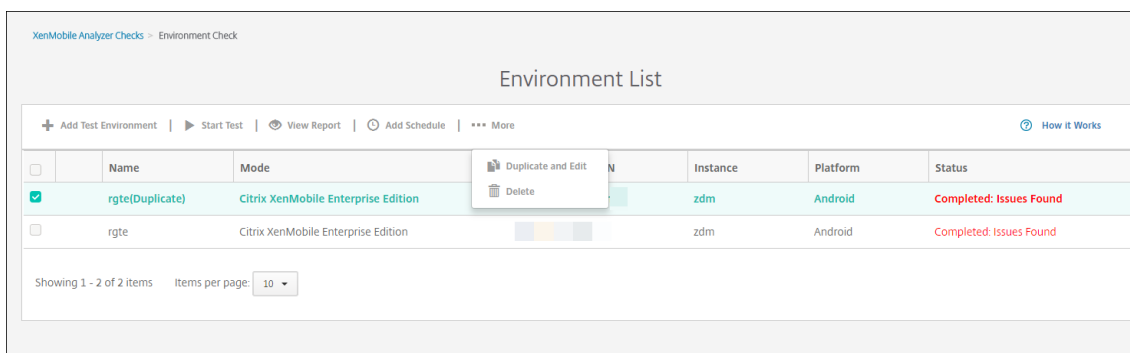 XenMobile Analyzer Checks > Environment Check
Environment List
Add Test Environment | Start Test | View Report | Add Schedule | More How it Works
Duplicate and Edit
Name Mode N Instance Platform Status
Delete
rgte(Duplicate) Citrix XenMobile Enterprise Edition zdm Android Completed: Issues Found
rgte Citrix XenMobile Enterprise Edition zdm Android Completed: Issues Found
Showing 1 - 2 of 2 items Items per page: 10